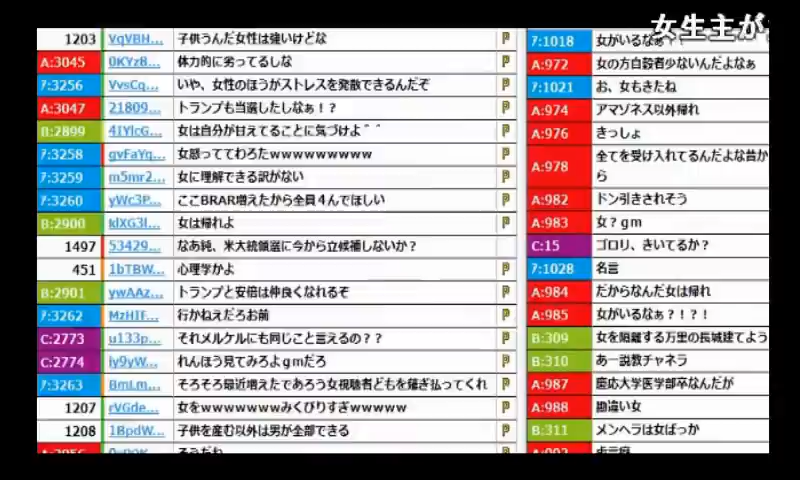 女生主が
1203 VqVBH... 子供うんだ女性は強いけどな P
A:3045 0KYz8... 体力的に劣ってるしな P
7:3256 VvsCq... いや、女性のほうがストレスを発散できるんだぞ P
A:3047 21809... トランプも当選したしなぁ！？ P
B:2899 4JYlcG... 女は自分が甘えてることに気づけよ＾＾ P
7:3258 gvFaYq... 女怒っててわろたwwwwwwwww P
7:3259 m5mr2... 女に理解できる訳がない P
7:3260 yWc3P... ここBRAR増えたから全員４んでほしい P
B:2900 klXG3l... 女は帰れよ P
1497 53429... なあ純、米大統領選に今から立候補しないか？
451 1bTBW... 心理学かよ P
B:2901 ywAAz... トランプと安倍は仲良くなれるぞ P
7:3262 MzHIF... 行かねえだろお前 P
C:2773 u133p... それメルケルにも同じこと言えるの？？ P
C:2774 iy9yW... れんほう見てみろよgmだろ P
7:3263 8mLm... そろそろ最近増えたであろう女視聴者どもを薙ぎ払ってくれ P
1207 rVGde... 女をwwwwwwwみくびりすぎwwwww P
1208 1BpdW... 子供を産む以外は男が全部できる P
そうだね
7:1018 女がいるなぁ
A:972 女の方自殺者少ないんだよなぁ
7:1021 お、女もきたね
A:974 アマゾネス以外帰れ
A:976 きっしょ
A:978 全てを受け入れてるんだよな昔か
ら
A:982 ドン引きされそう
A:983 女？gm
C:15 ゴロリ、きいてるか？
7:1028 名言
A:984 だからなんだ女は帰れ
A:985 女がいるなぁ？！？！
B:309 女を隔離する万里の長城建てよう
B:310 あー説教チャネラ
A:987 慶応大学医学部卒なんだが
A:988 勘違い女
B:311 メンヘラは女ばっか